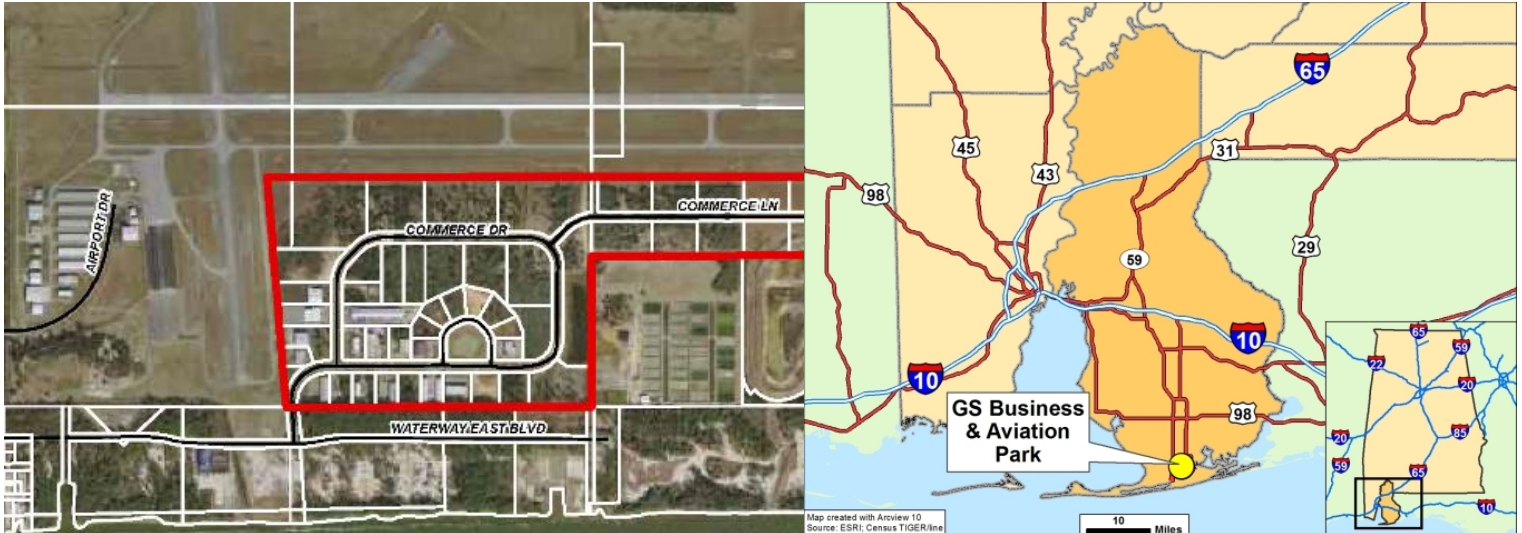 AIRPORT DR
COMMERCE DR
COMMERCE LN
WATERWAY EAST BLVD
65
45
43
31
98
59
29
10
10
98
GS Business
& Aviation
Park
65
59
22
20
20
85
59
65
10
Map created with Arcview 10
Source: ESRI; Census TIGER/line
10
Miles